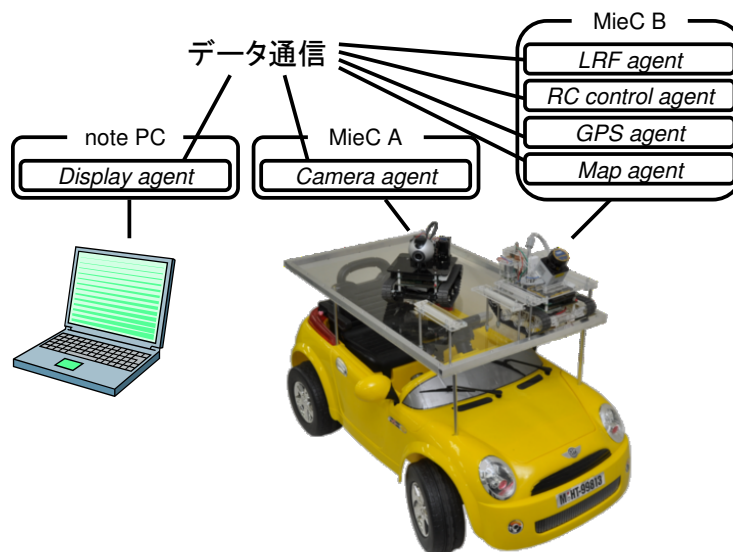 データ通信
MieC B
LRF agent
RC control agent
GPS agent
Map agent
note PC
Display agent
MieC A
Camera agent
M HT-95813